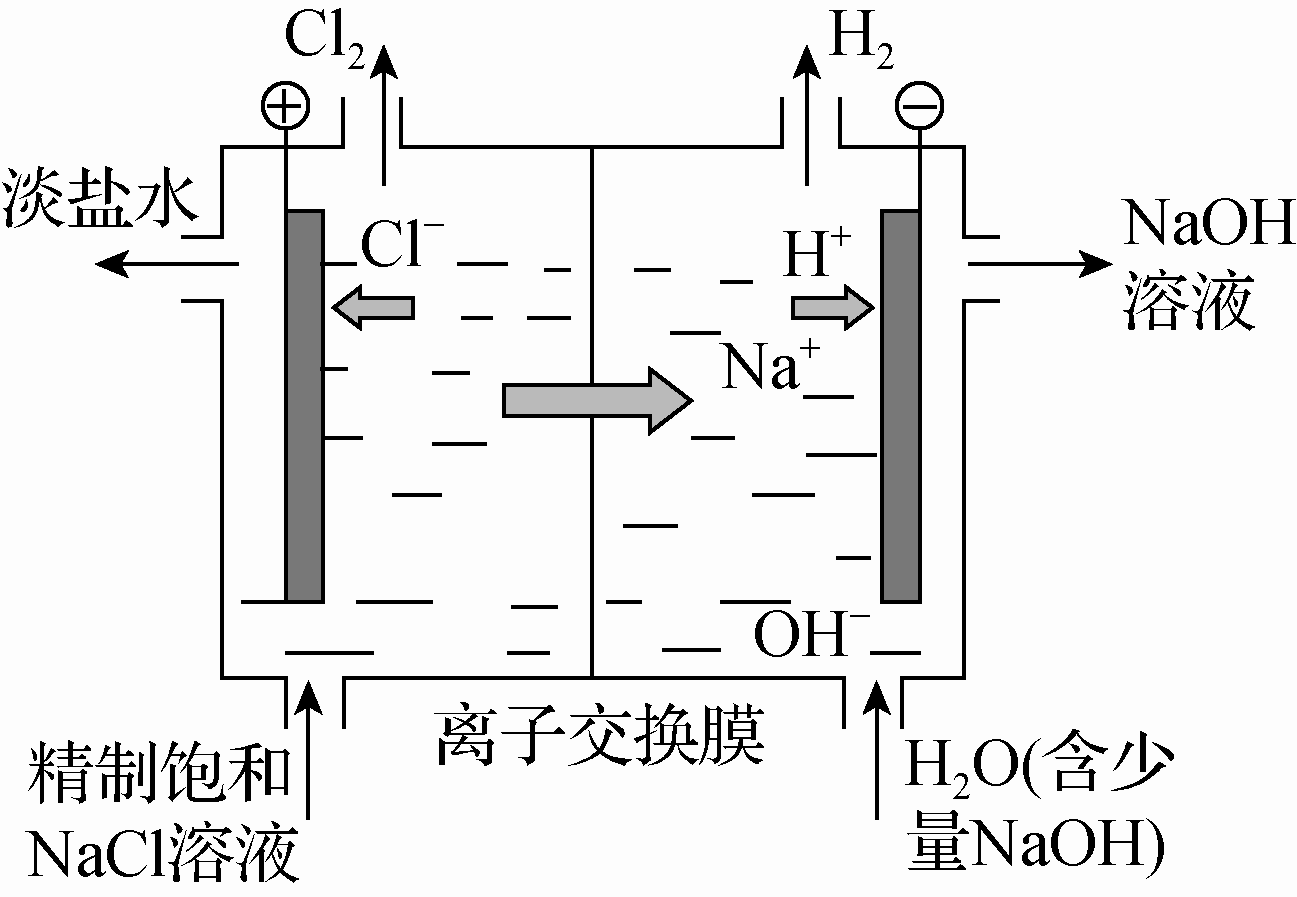 Cl₂
H₂
+
−
淡盐水
Cl⁻
H⁺
NaOH
溶液
Na⁺
OH⁻
离子交换膜
精制饱和
NaCl溶液
H₂O(含少
量NaOH)